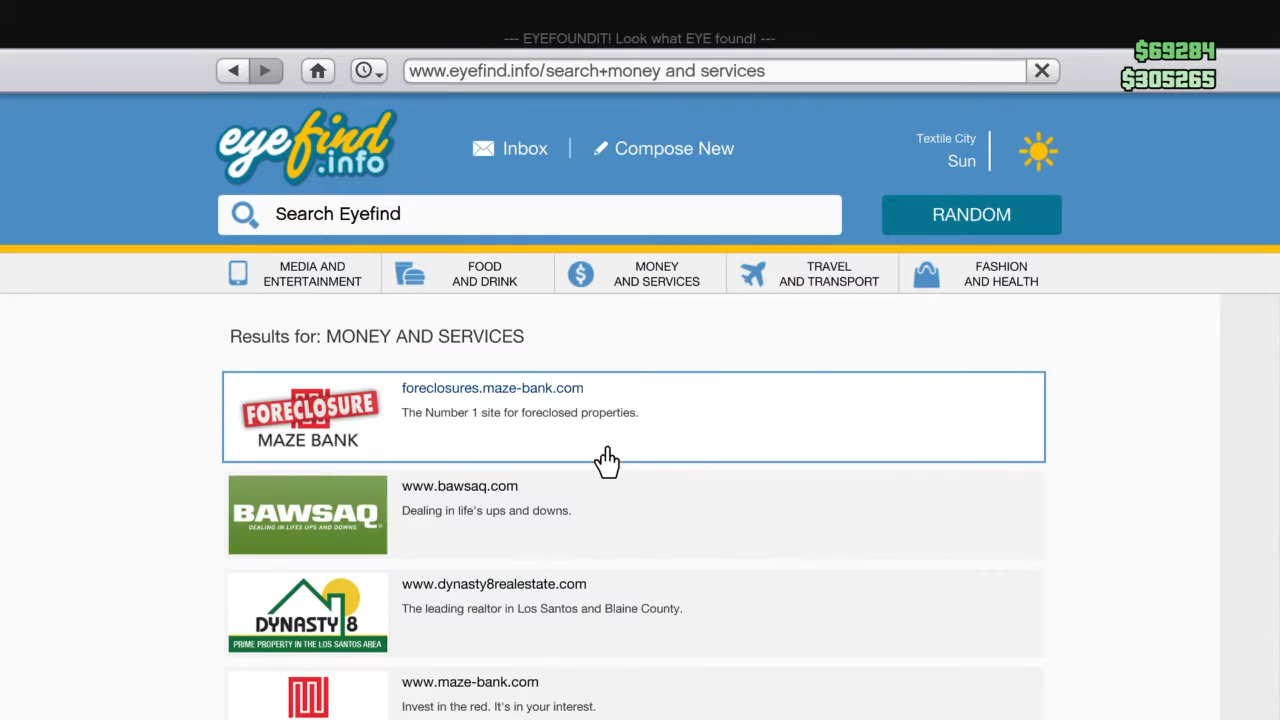 --- EYEFOUNDIT! Look what EYE found! ---
$69284
$305265
www.eyefind.info/search+money and services
eyefind
.info
Inbox
Compose New
Textile City
Sun
Search Eyefind
RANDOM
MEDIA AND
ENTERTAINMENT
FOOD
AND DRINK
MONEY
AND SERVICES
TRAVEL
AND TRANSPORT
FASHION
AND HEALTH
Results for: MONEY AND SERVICES
FORECLOSURE
MAZE BANK
foreclosures.maze-bank.com
The Number 1 site for foreclosed properties.
BAWSAQ
DEALING IN LIFE'S UPS AND DOWNS
www.bawsaq.com
Dealing in life's ups and downs.
DYNASTY 8
PRIME PROPERTY IN THE LOS SANTOS AREA
www.dynasty8realestate.com
The leading realtor in Los Santos and Blaine County.
www.maze-bank.com
Invest in the red. It's in your interest.